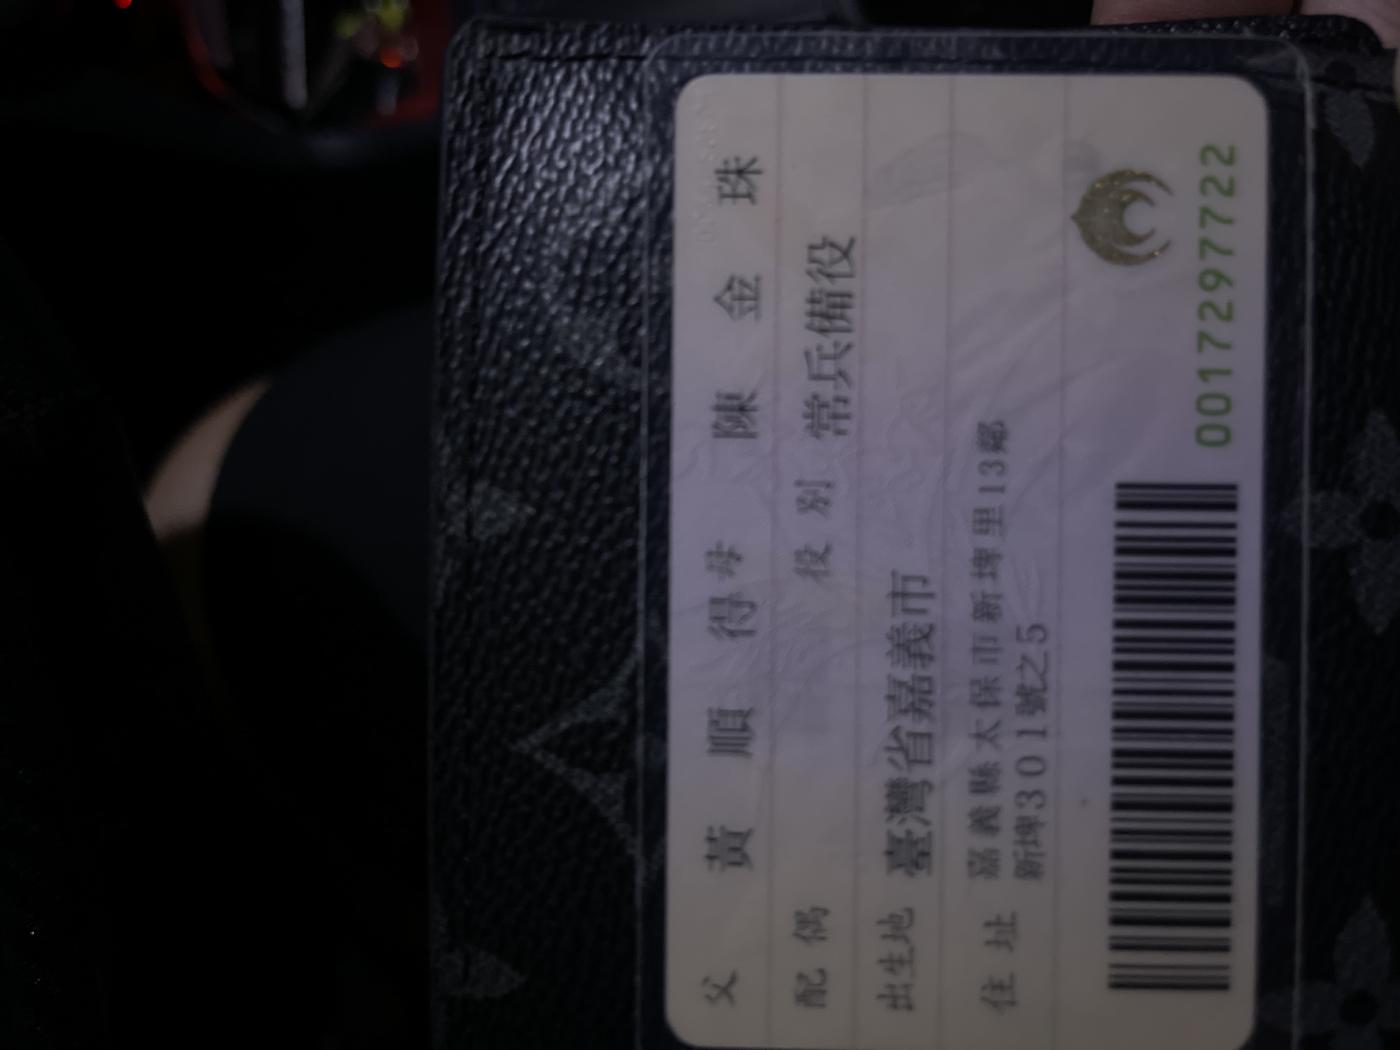 父 黃順得 母 陳金珠
配偶 役別 常兵備役
出生地 臺灣省嘉義市
住址 嘉義縣太保市新埤里13鄰
新埤301號之5
0017297722